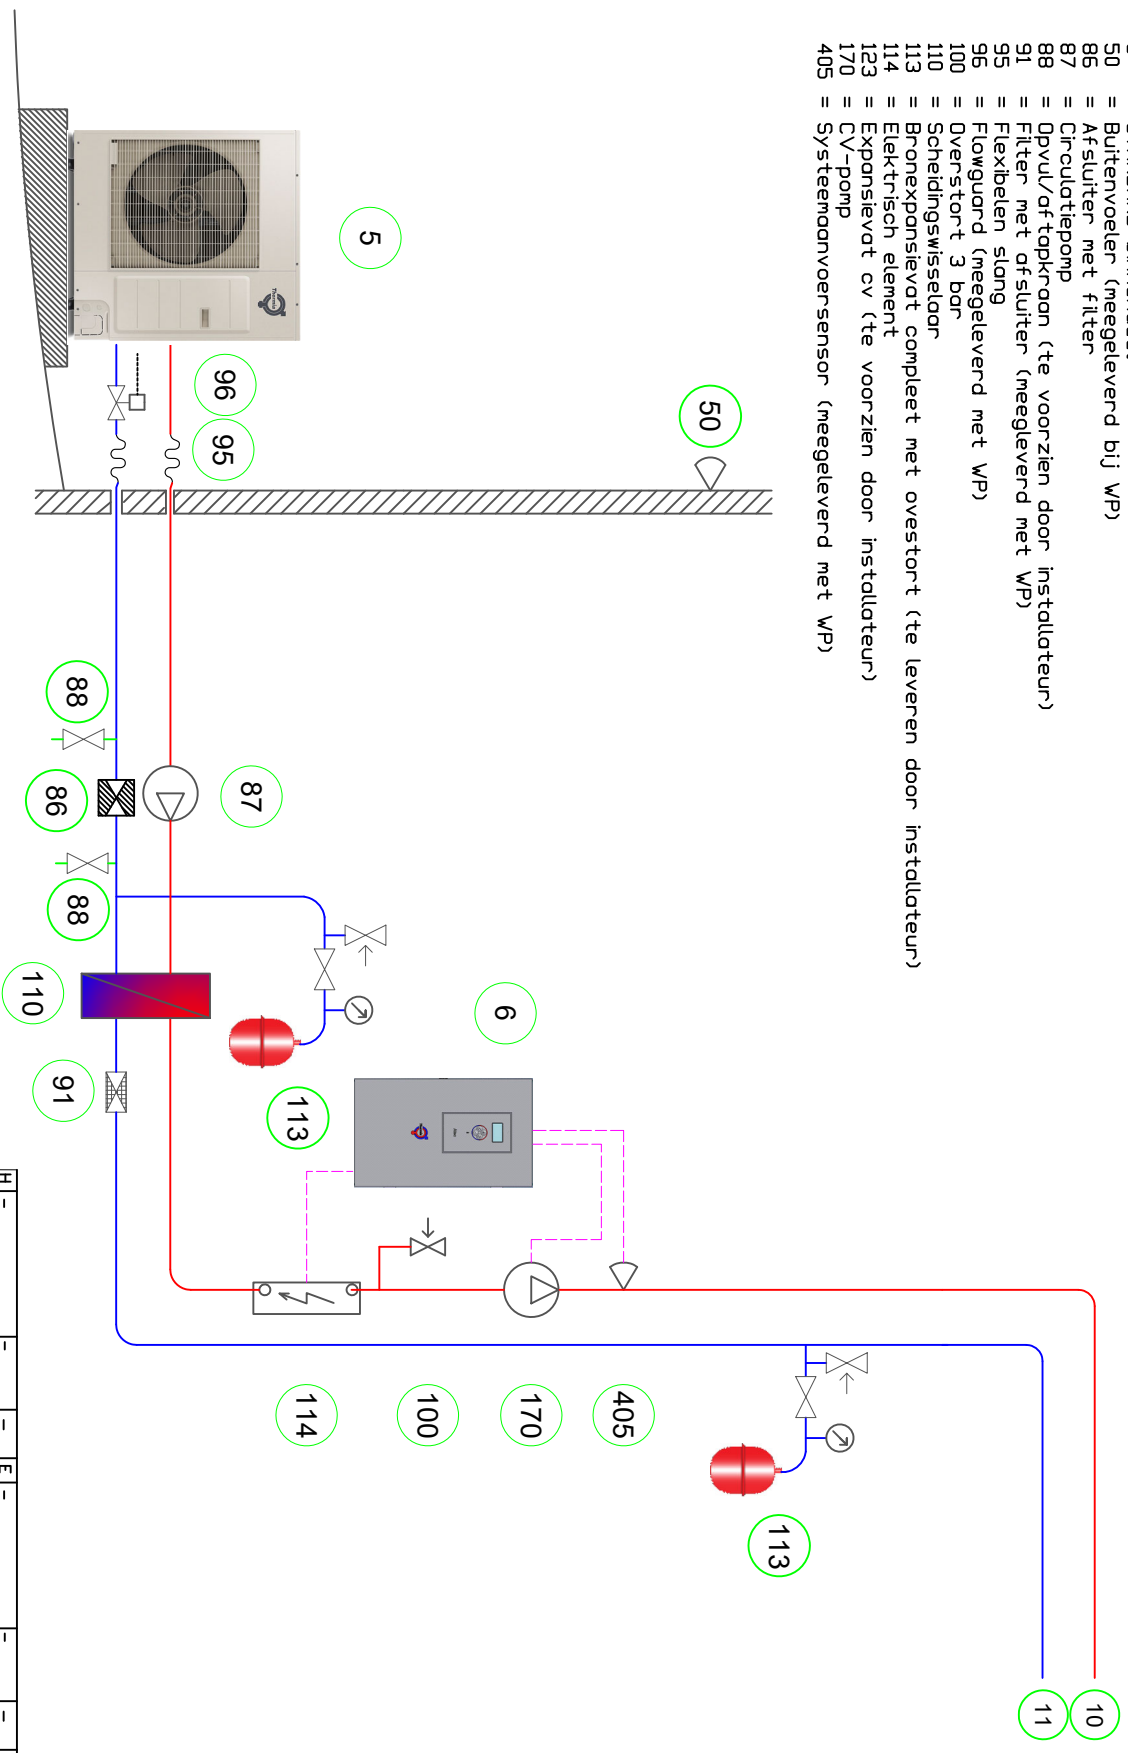 50 = Buitenvoeler (meegeleverd bij WP)
86 = Afsluiter met filter
87 = Circulatiepomp
88 = Opvul/aftapkraan (te voorzien door installateur)
91 = Filter met afsluiter (meegleverd met WP)
95 = Flexibelen slang
96 = Flowguard (meegeleverd met WP)
100 = Overstort 3 bar
110 = Scheidingswisselaar
113 = Bronexpansievat compleet met ovestort (te leveren door installateur)
114 = Elektrisch element
123 = Expansievat cv (te voorzien door installateur)
170 = CV-pomp
405 = Systeemaanvoersensor (meegeleverd met WP)
10
11
50
5
Thermia
96
95
405
170
100
114
113
6
113
87
88
86
88
110
91
H - - - E - - -